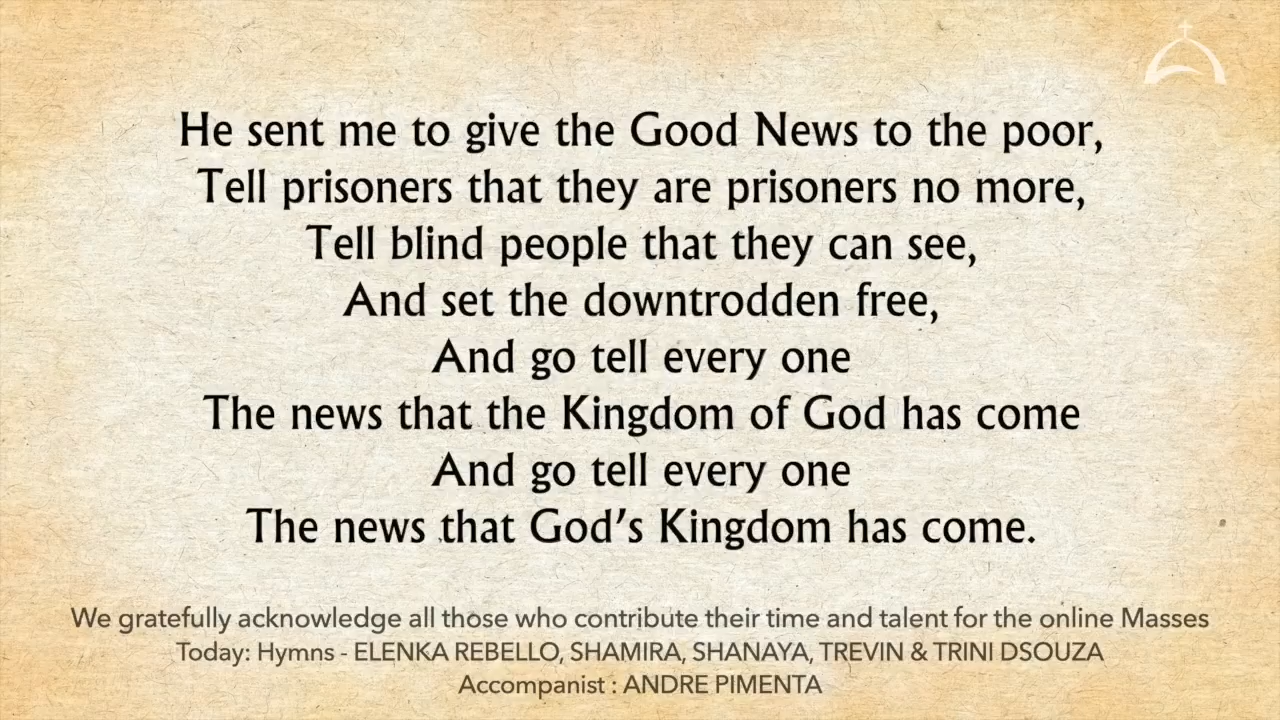 He sent me to give the Good News to the poor,
Tell prisoners that they are prisoners no more,
Tell blind people that they can see,
And set the downtrodden free,
And go tell every one
The news that the Kingdom of God has come
And go tell every one
The news that God's Kingdom has come.
We gratefully acknowledge all those who contribute their time and talent for the online Masses
Today: Hymns - ELENKA REBELLO, SHAMIRA, SHANAYA, TREVIN & TRINI DSOUZA
Accompanist : ANDRE PIMENTA